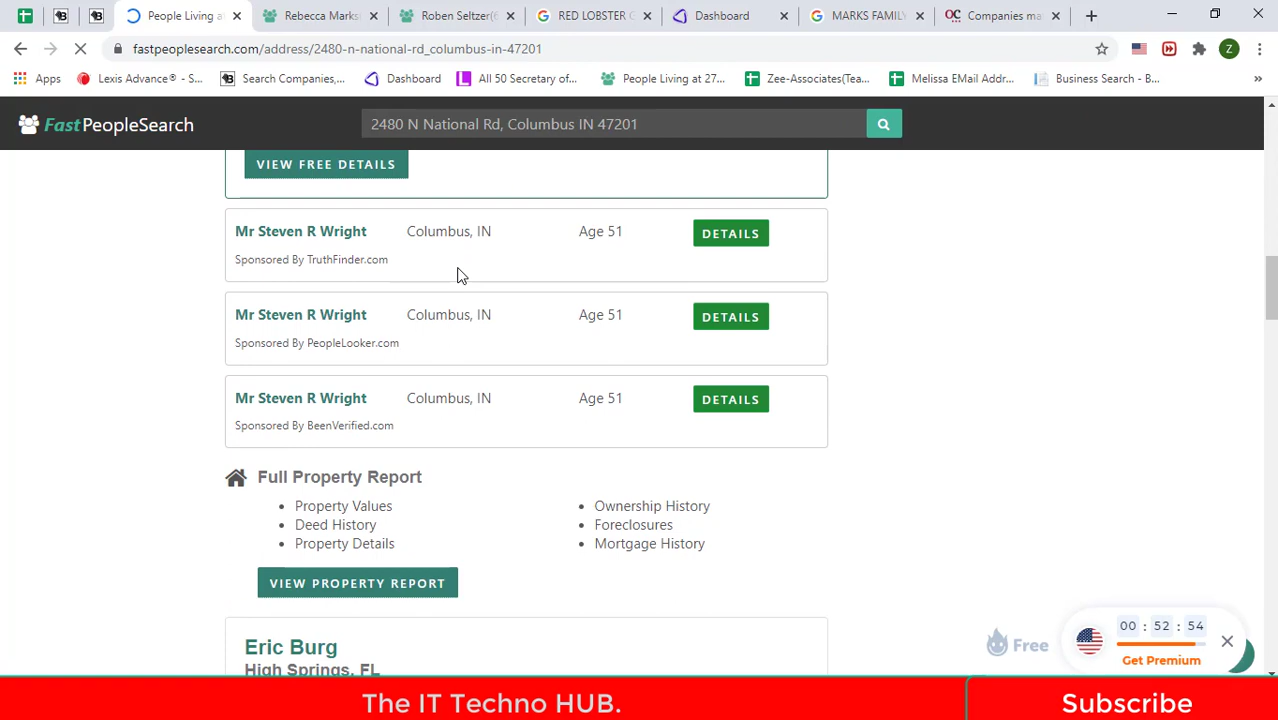 People Living at
Rebecca Marks
Roben Seltzer(6
RED LOBSTER
Dashboard
MARKS FAMILY
Companies ma
fastpeoplesearch.com/address/2480-n-national-rd_columbus-in-47201
Z
Apps
Lexis Advance® - S...
Search Companies,...
Dashboard
All 50 Secretary of...
People Living at 27...
Zee-Associates(Tea...
Melissa EMail Addr...
Business Search - B...
»
FastPeopleSearch
2480 N National Rd, Columbus IN 47201
VIEW FREE DETAILS
Mr Steven R Wright Columbus, IN Age 51 DETAILS
Sponsored By TruthFinder.com
Mr Steven R Wright Columbus, IN Age 51 DETAILS
Sponsored By PeopleLooker.com
Mr Steven R Wright Columbus, IN Age 51 DETAILS
Sponsored By BeenVerified.com
Full Property Report
• Property Values • Ownership History
• Deed History • Foreclosures
• Property Details • Mortgage History
VIEW PROPERTY REPORT
Eric Burg
High Springs, FL
Free
00 : 52 : 54
Get Premium
The IT Techno HUB.
Subscribe